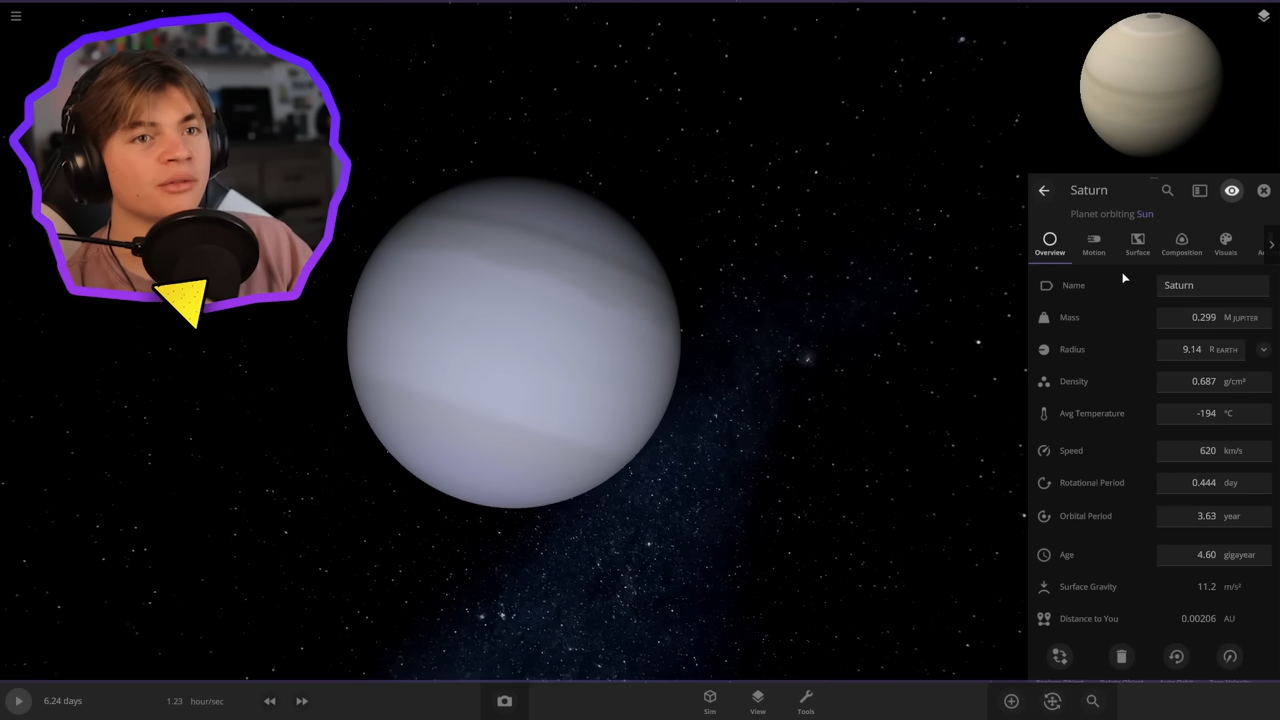 Saturn
Planet orbiting Sun
Overview
Motion
Surface
Composition
Visuals
Name Saturn
Mass 0.299 M JUPITER
Radius 9.14 R EARTH
Density 0.687 g/cm³
Avg Temperature -194 °C
Speed 620 km/s
Rotational Period 0.444 day
Orbital Period 3.63 year
Age 4.60 gigayear
Surface Gravity 11.2 m/s²
Distance to You 0.00206 AU
6.24 days
1.23 hour/sec
Sim
View
Tools